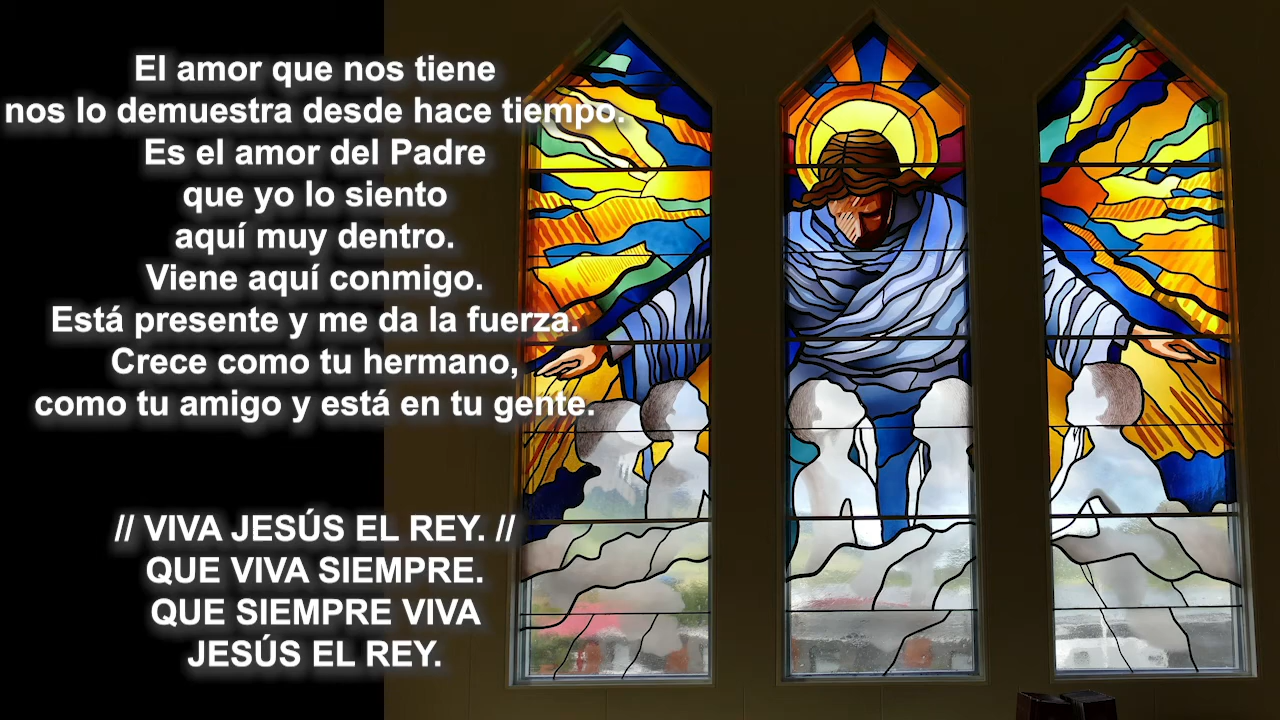 El amor que nos tiene
nos lo demuestra desde hace tiempo.
Es el amor del Padre
que yo lo siento
aquí muy dentro.
Viene aquí conmigo.
Está presente y me da la fuerza.
Crece como tu hermano,
como tu amigo y está en tu gente.
// VIVA JESÚS EL REY. //
QUE VIVA SIEMPRE.
QUE SIEMPRE VIVA
JESÚS EL REY.